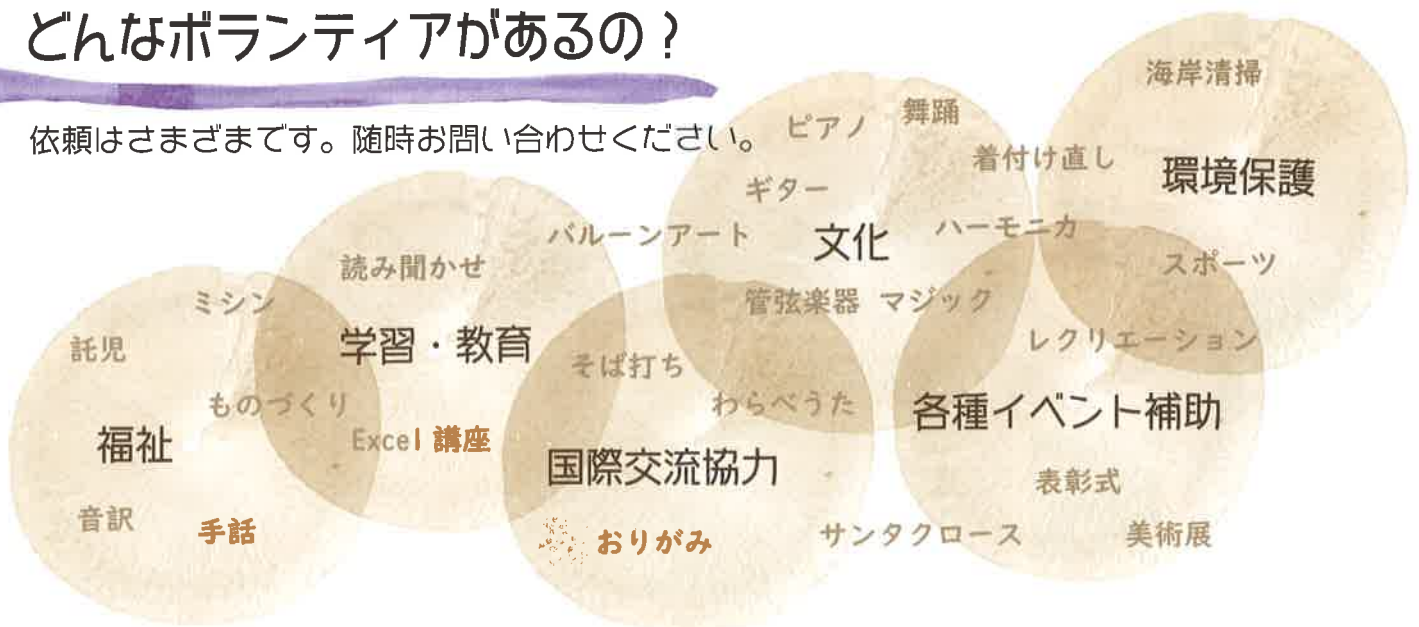 どんなボランティアがあるの？
依頼はさまざまです。随時お問い合わせください。
海岸清掃
環境保護
スポーツ
ピアノ
舞踊
着付け直し
ギター
文化
ハーモニカ
バルーンアート
管弦楽器
マジック
レクリエーション
各種イベント補助
表彰式
美術展
サンタクロース
読み聞かせ
学習・教育
Excel 講座
そば打ち
わらべうた
国際交流協力
おりがみ
ミシン
託児
ものづくり
福祉
音訳
手話